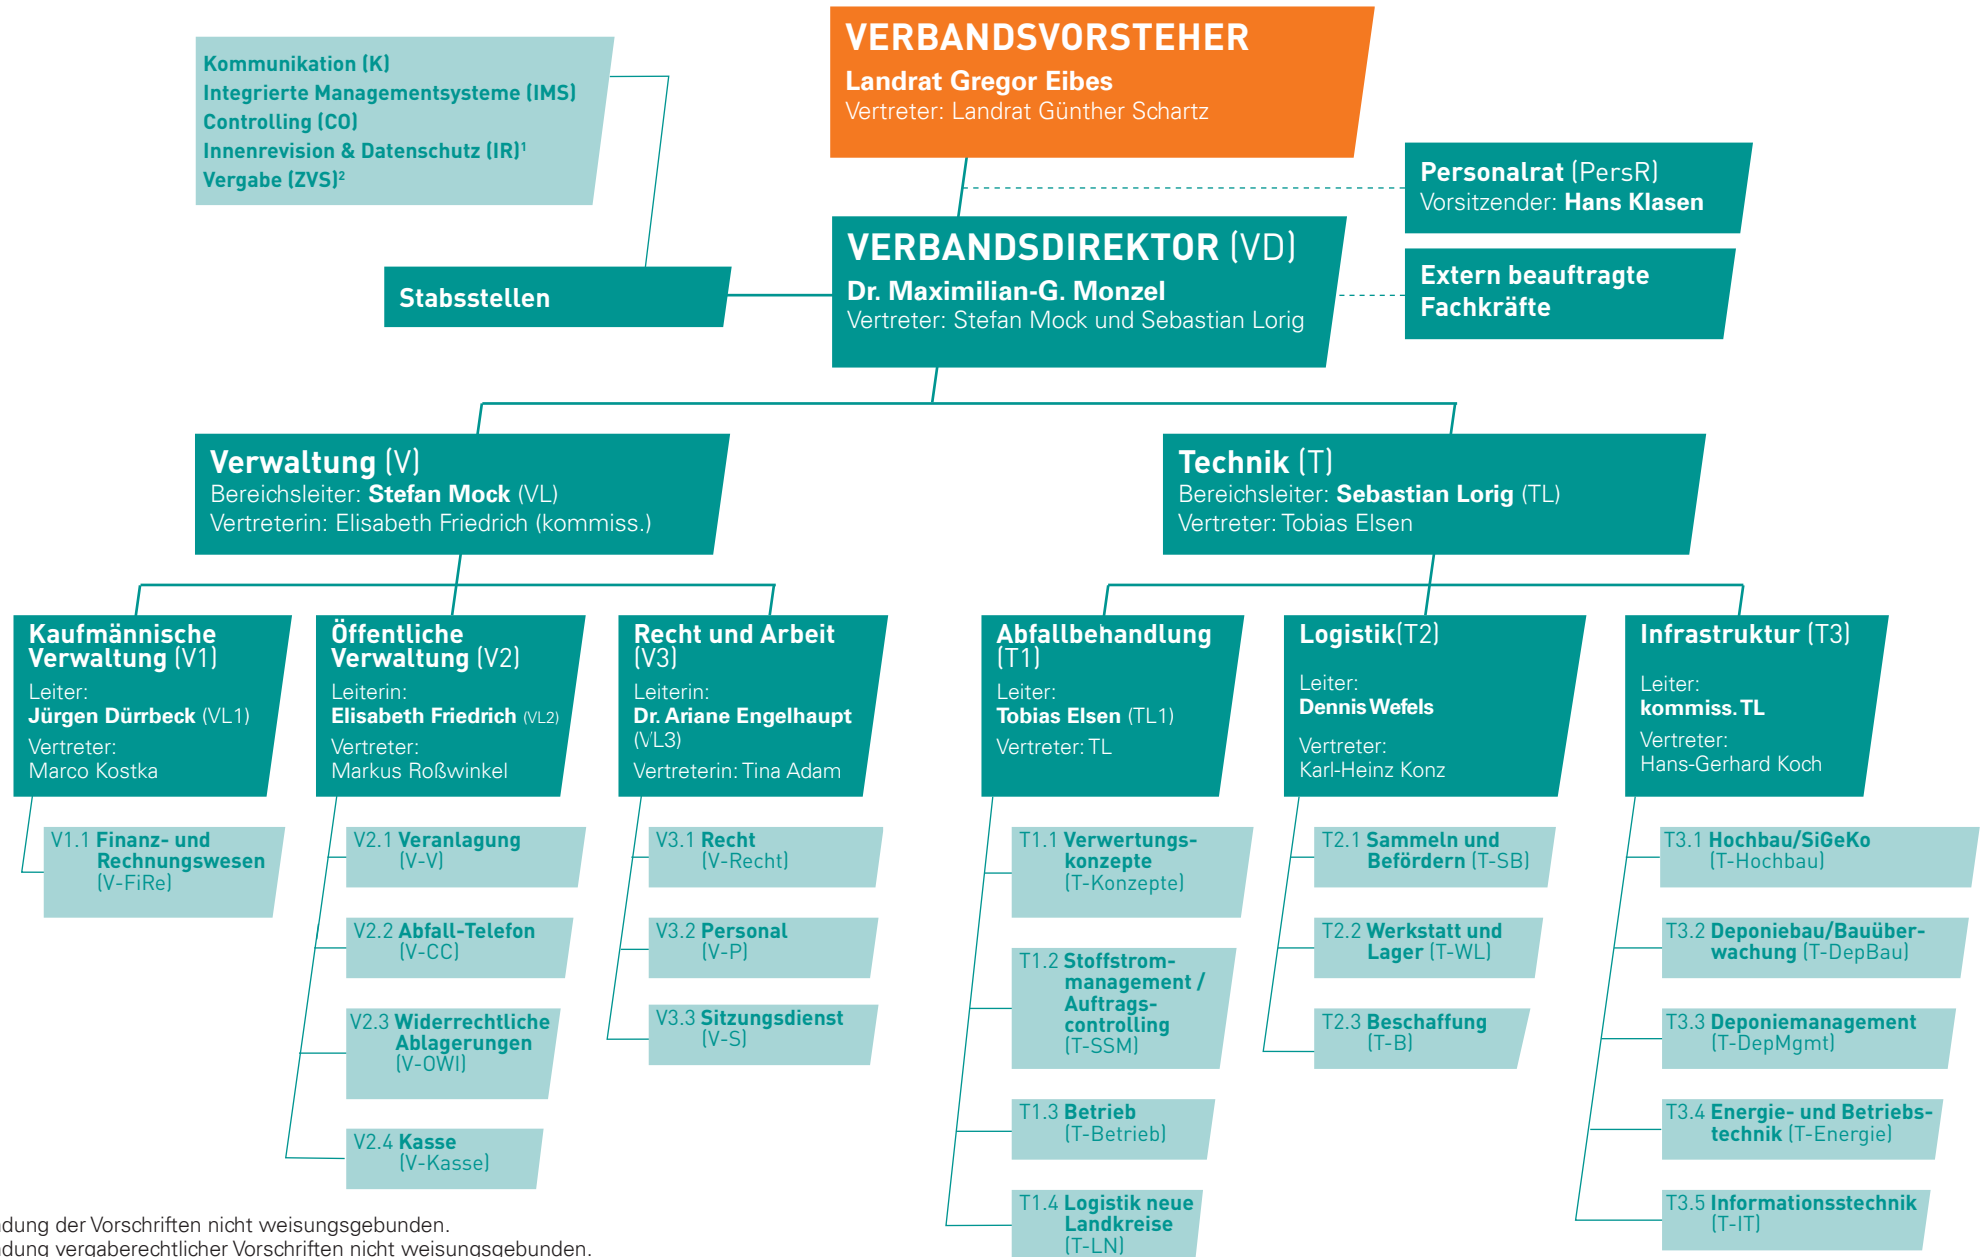 VERBANDSVORSTEHER
Landrat Gregor Eibes
Vertreter: Landrat Günther Schartz
Kommunikation (K)
Integrierte Managementsysteme (IMS)
Controlling (CO)
Innenrevision & Datenschutz (IR)¹
Vergabe (ZVS)²
Personalrat (PersR)
Vorsitzender: Hans Klasen
VERBANDSDIREKTOR (VD)
Dr. Maximilian-G. Monzel
Vertreter: Stefan Mock und Sebastian Lorig
Stabsstellen
Extern beauftragte
Fachkräfte
Verwaltung (V)
Bereichsleiter: Stefan Mock (VL)
Vertreterin: Elisabeth Friedrich (kommiss.)
Technik (T)
Bereichsleiter: Sebastian Lorig (TL)
Vertreter: Tobias Elsen
Kaufmännische
Verwaltung (V1)
Leiter:
Jürgen Dürrbeck (VL1)
Vertreter:
Marco Kostka
V1.1 Finanz- und
Rechnungswesen
(V-FiRe)
Öffentliche
Verwaltung (V2)
Leiterin:
Elisabeth Friedrich (VL2)
Vertreter:
Markus Roßwinkel
V2.1 Veranlagung
(V-V)
V2.2 Abfall-Telefon
(V-CC)
V2.3 Widerrechtliche
Ablagerungen
(V-OWI)
V2.4 Kasse
(V-Kasse)
Recht und Arbeit
(V3)
Leiterin:
Dr. Ariane Engelhaupt
(VL3)
Vertreterin: Tina Adam
V3.1 Recht
(V-Recht)
V3.2 Personal
(V-P)
V3.3 Sitzungsdienst
(V-S)
Abfallbehandlung
(T1)
Leiter:
Tobias Elsen (TL1)
Vertreter: TL
T1.1 Verwertungs-
konzepte
(T-Konzepte)
T1.2 Stoffstrom-
management /
Auftrags-
controlling
(T-SSM)
T1.3 Betrieb
(T-Betrieb)
T1.4 Logistik neue
Landkreise
(T-LN)
Logistik(T2)
Leiter:
Dennis Wefels
Vertreter:
Karl-Heinz Konz
T2.1 Sammeln und
Befördern (T-SB)
T2.2 Werkstatt und
Lager (T-WL)
T2.3 Beschaffung
(T-B)
Infrastruktur (T3)
Leiter:
kommiss. TL
Vertreter:
Hans-Gerhard Koch
T3.1 Hochbau/SiGeKo
(T-Hochbau)
T3.2 Deponiebau/Bauüber-
wachung (T-DepBau)
T3.3 Deponiemanagement
(T-DepMgmt)
T3.4 Energie- und Betriebs-
technik (T-Energie)
T3.5 Informationsstechnik
(T-IT)
ndung der Vorschriften nicht weisungsgebunden.
ndung vergaberechtlicher Vorschriften nicht weisungsgebunden.